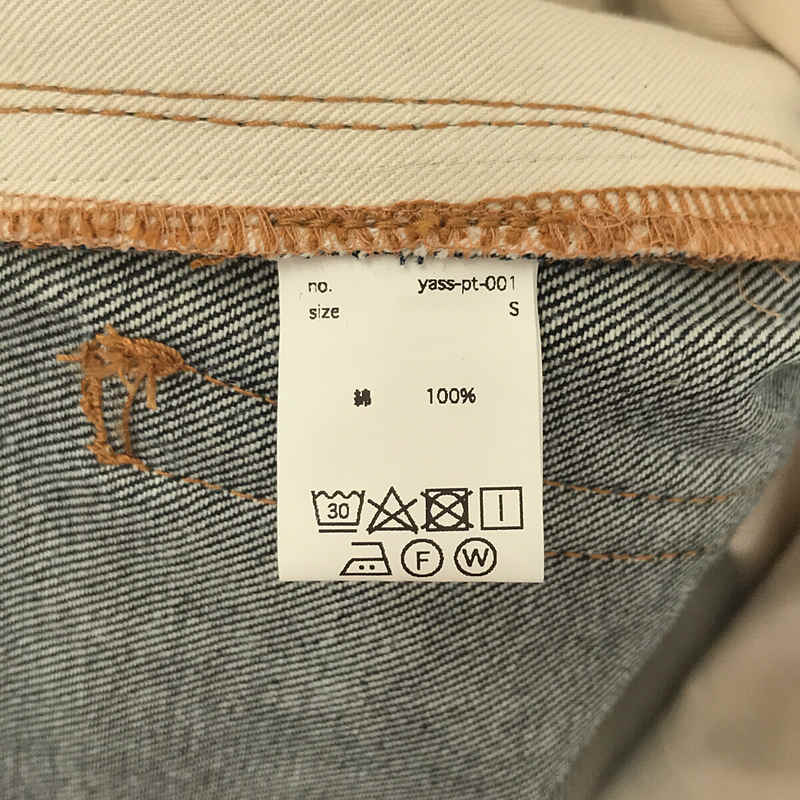 no. yass-pt-001
size S
綿 100%
30
F W